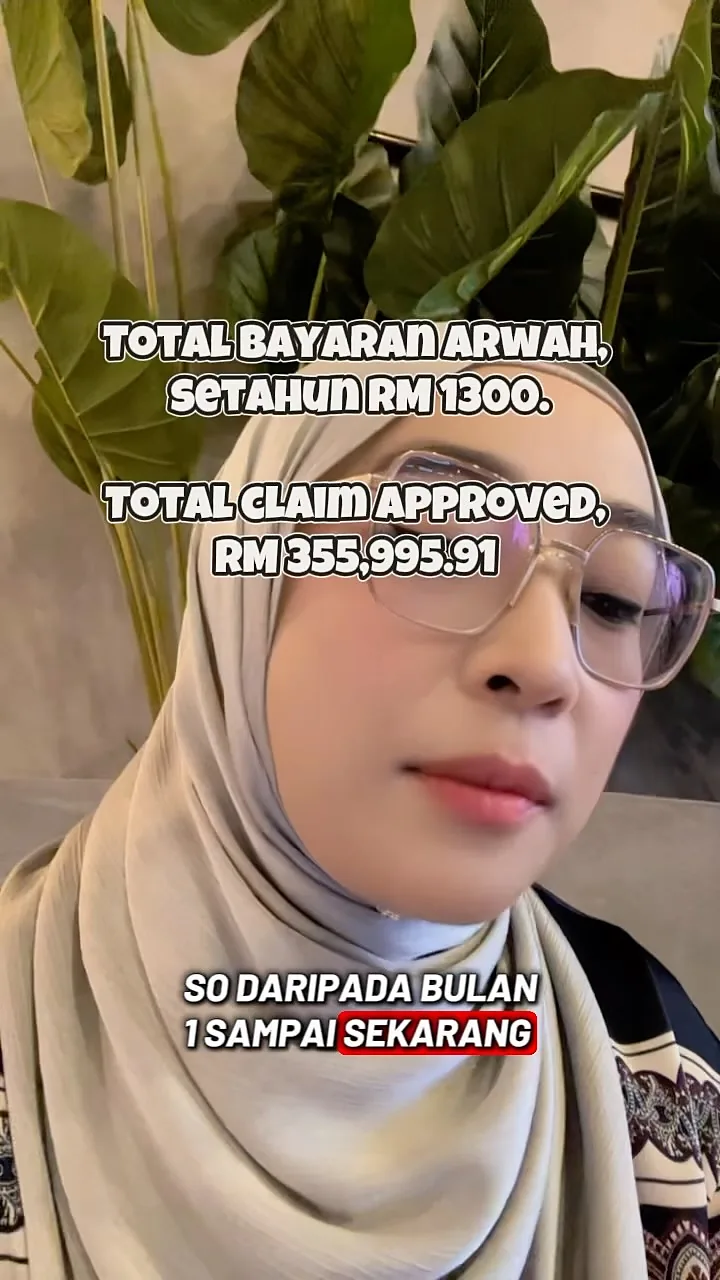 TOTAL BAYARAN ARWAH,
SETAHUN RM 1300.
TOTAL CLAIM APPROVED,
RM 355,995.91
SO DARIPADA BULAN
1 SAMPAI SEKARANG